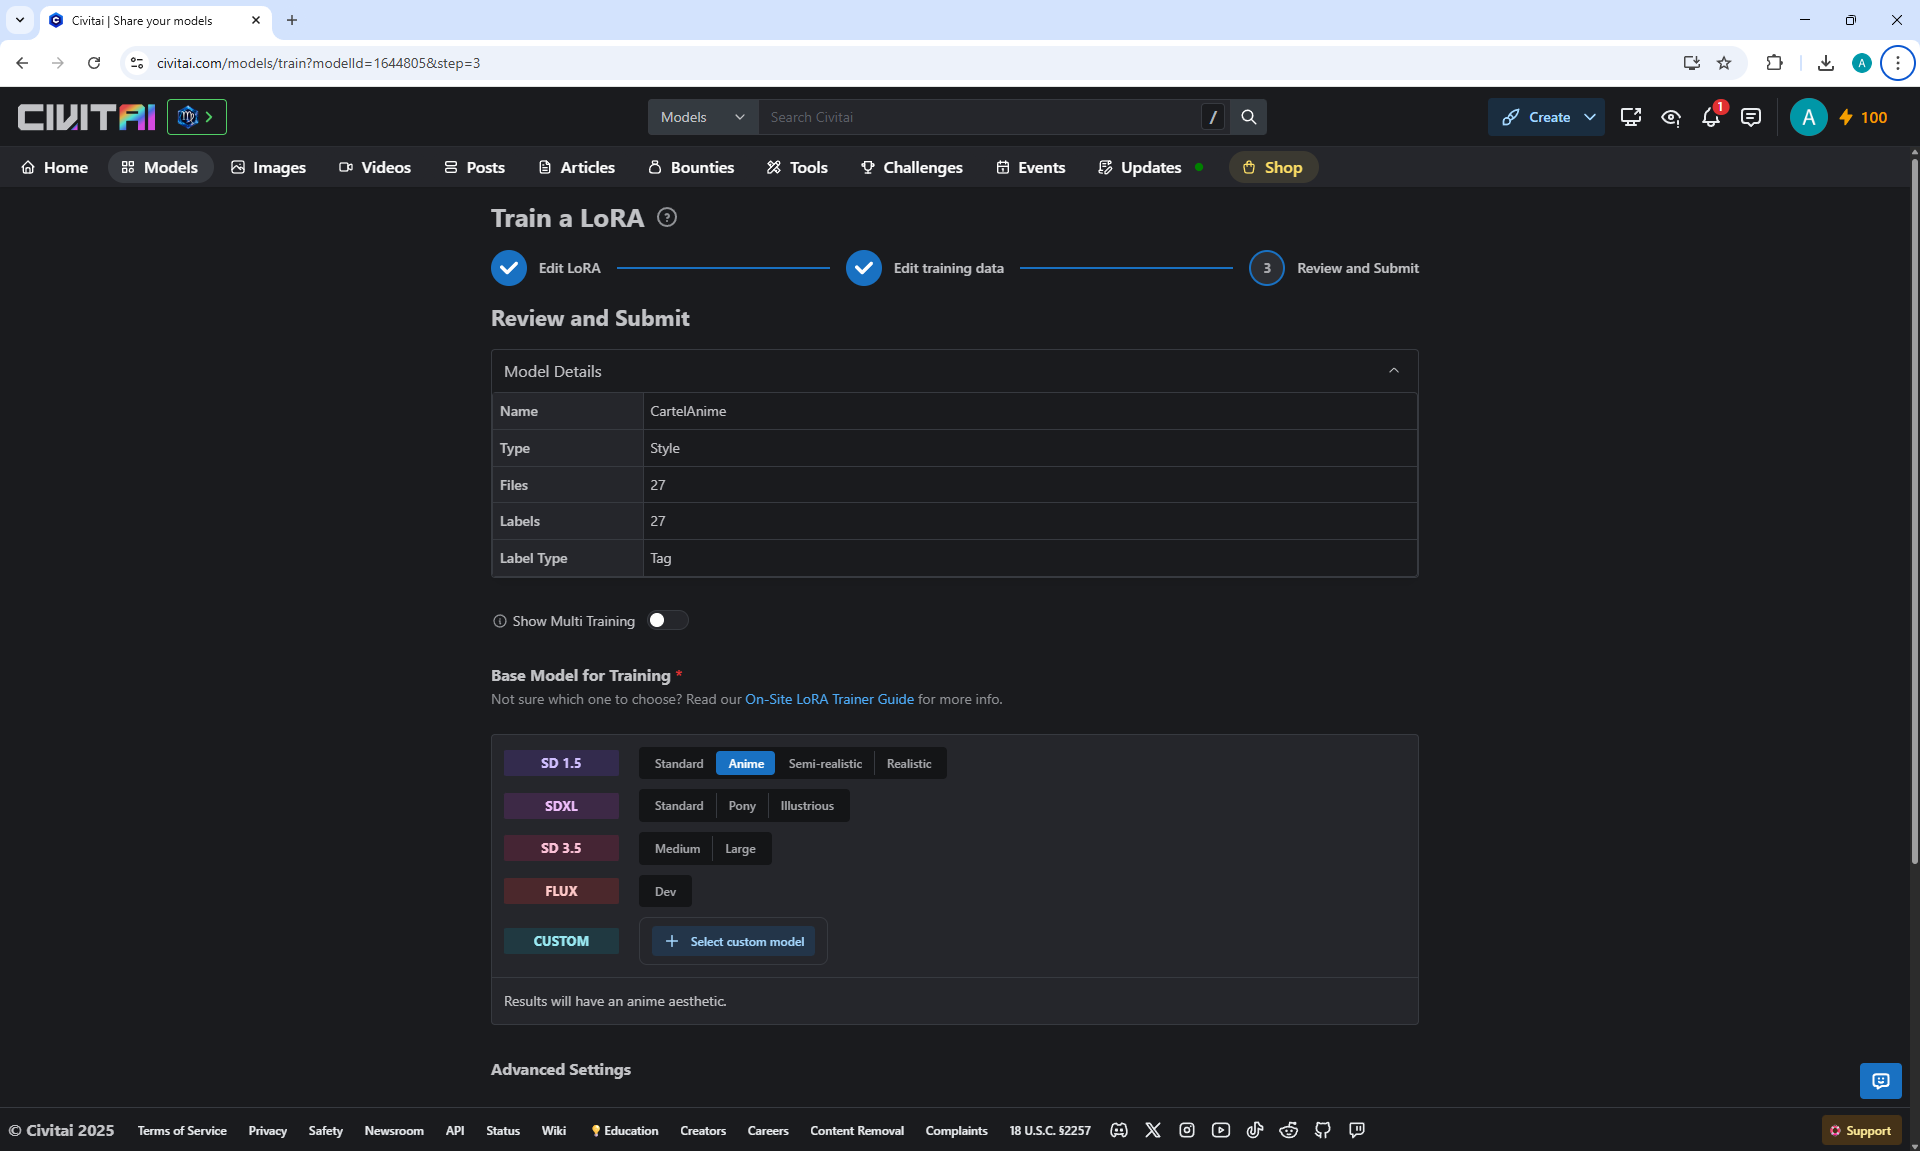 Civitai | Share your models
civitai.com/models/train?modelId=1644805&step=3
A
CIVITAI
Models
Search Civitai
/
Create
1
A
100
Home
Models
Images
Videos
Posts
Articles
Bounties
Tools
Challenges
Events
Updates
Shop
Train a LoRA
Edit LoRA
Edit training data
3
Review and Submit
Review and Submit
Model Details
Name CartelAnime
Type Style
Files 27
Labels 27
Label Type Tag
Show Multi Training
Base Model for Training *
Not sure which one to choose? Read our On-Site LoRA Trainer Guide for more info.
SD 1.5 Standard Anime Semi-realistic Realistic
SDXL Standard Pony Illustrious
SD 3.5 Medium Large
FLUX Dev
CUSTOM Select custom model
Results will have an anime aesthetic.
Advanced Settings
© Civitai 2025 Terms of Service Privacy Safety Newsroom API Status Wiki Education Creators Careers Content Removal Complaints 18 U.S.C. §2257 Support